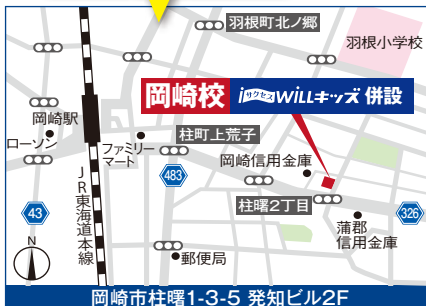 羽根町北ノ郷
羽根小学校
岡崎校 iサクセスWiLLキッズ 併設
岡崎駅
ローソン
ファミリー
マート
柱町上荒子
岡崎信用金庫
483
JR東海道本線
43
柱曙2丁目
326
蒲郡
信用金庫
N
郵便局
岡崎市柱曙1-3-5 発知ビル2F